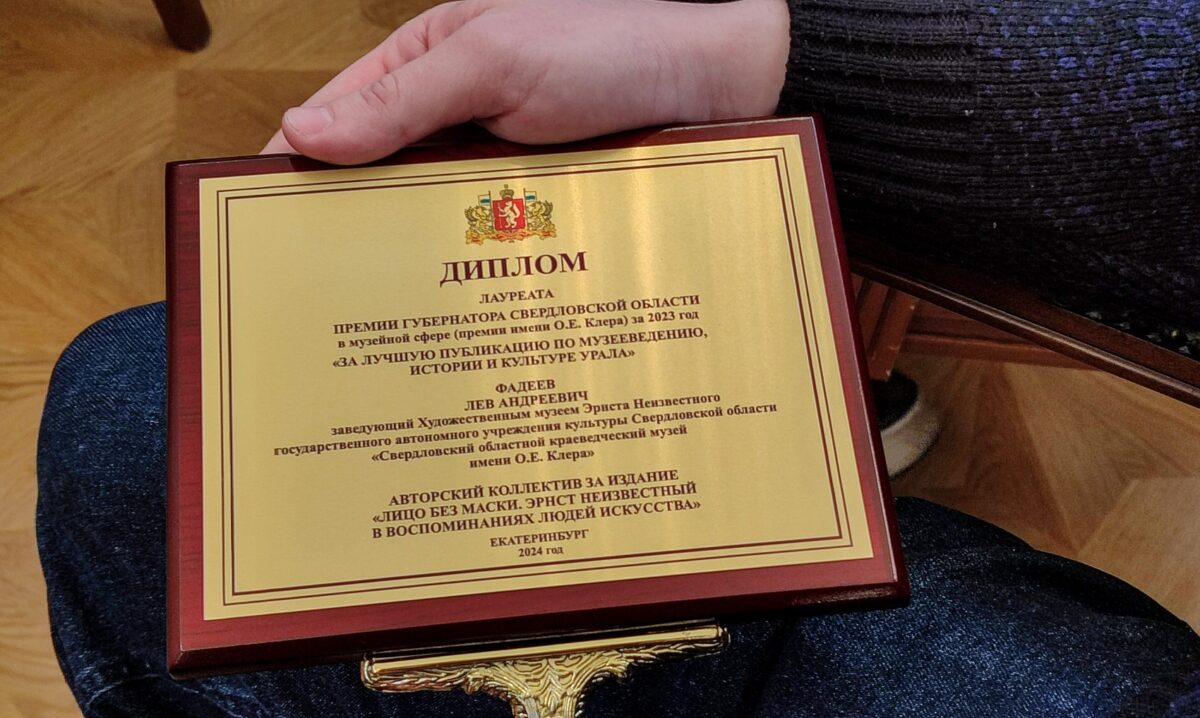 ДИПЛОМ
ЛАУРЕАТА
ПРЕМИИ ГУБЕРНАТОРА СВЕРДЛОВСКОЙ ОБЛАСТИ
в музейной сфере (премии имени О.Е. Клера) за 2023 год
«ЗА ЛУЧШУЮ ПУБЛИКАЦИЮ ПО МУЗЕЕВЕДЕНИЮ,
ИСТОРИИ И КУЛЬТУРЕ УРАЛА»
ФАДЕЕВ
ЛЕВ АНДРЕЕВИЧ
заведующий Художественным музеем Эрнста Неизвестного
государственного автономного учреждения культуры Свердловской области
«Свердловский областной краеведческий музей
имени О.Е. Клера»
АВТОРСКИЙ КОЛЛЕКТИВ ЗА ИЗДАНИЕ
«ЛИЦО БЕЗ МАСКИ. ЭРНСТ НЕИЗВЕСТНЫЙ
В ВОСПОМИНАНИЯХ ЛЮДЕЙ ИСКУССТВА»
ЕКАТЕРИНБУРГ
2024 год